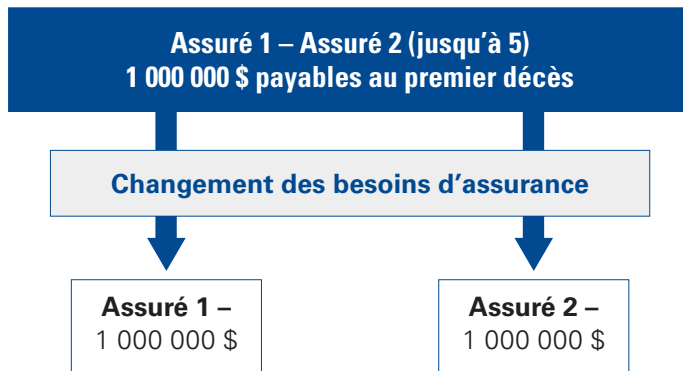 Assuré 1 – Assuré 2 (jusqu’à 5)
1 000 000 $ payables au premier décès
Changement des besoins d’assurance
Assuré 1 –
1 000 000 $
Assuré 2 –
1 000 000 $